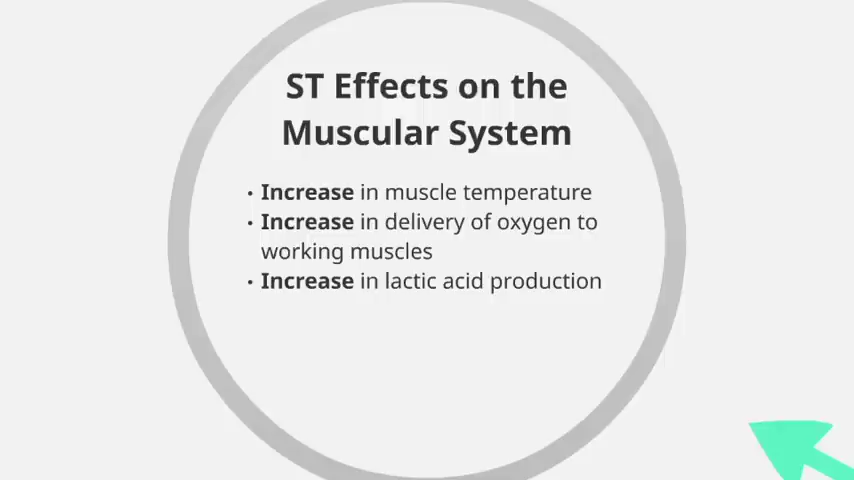 ST Effects on the
Muscular System
• Increase in muscle temperature
• Increase in delivery of oxygen to
working muscles
• Increase in lactic acid production